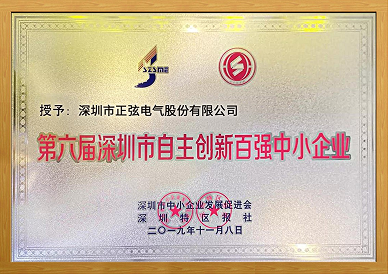 SZSME
授予：深圳市正弦电气股份有限公司
第六届深圳市自主创新百强中小企业
深圳市中小企业发展促进会
深圳特区报社
二〇一九年十一月八日